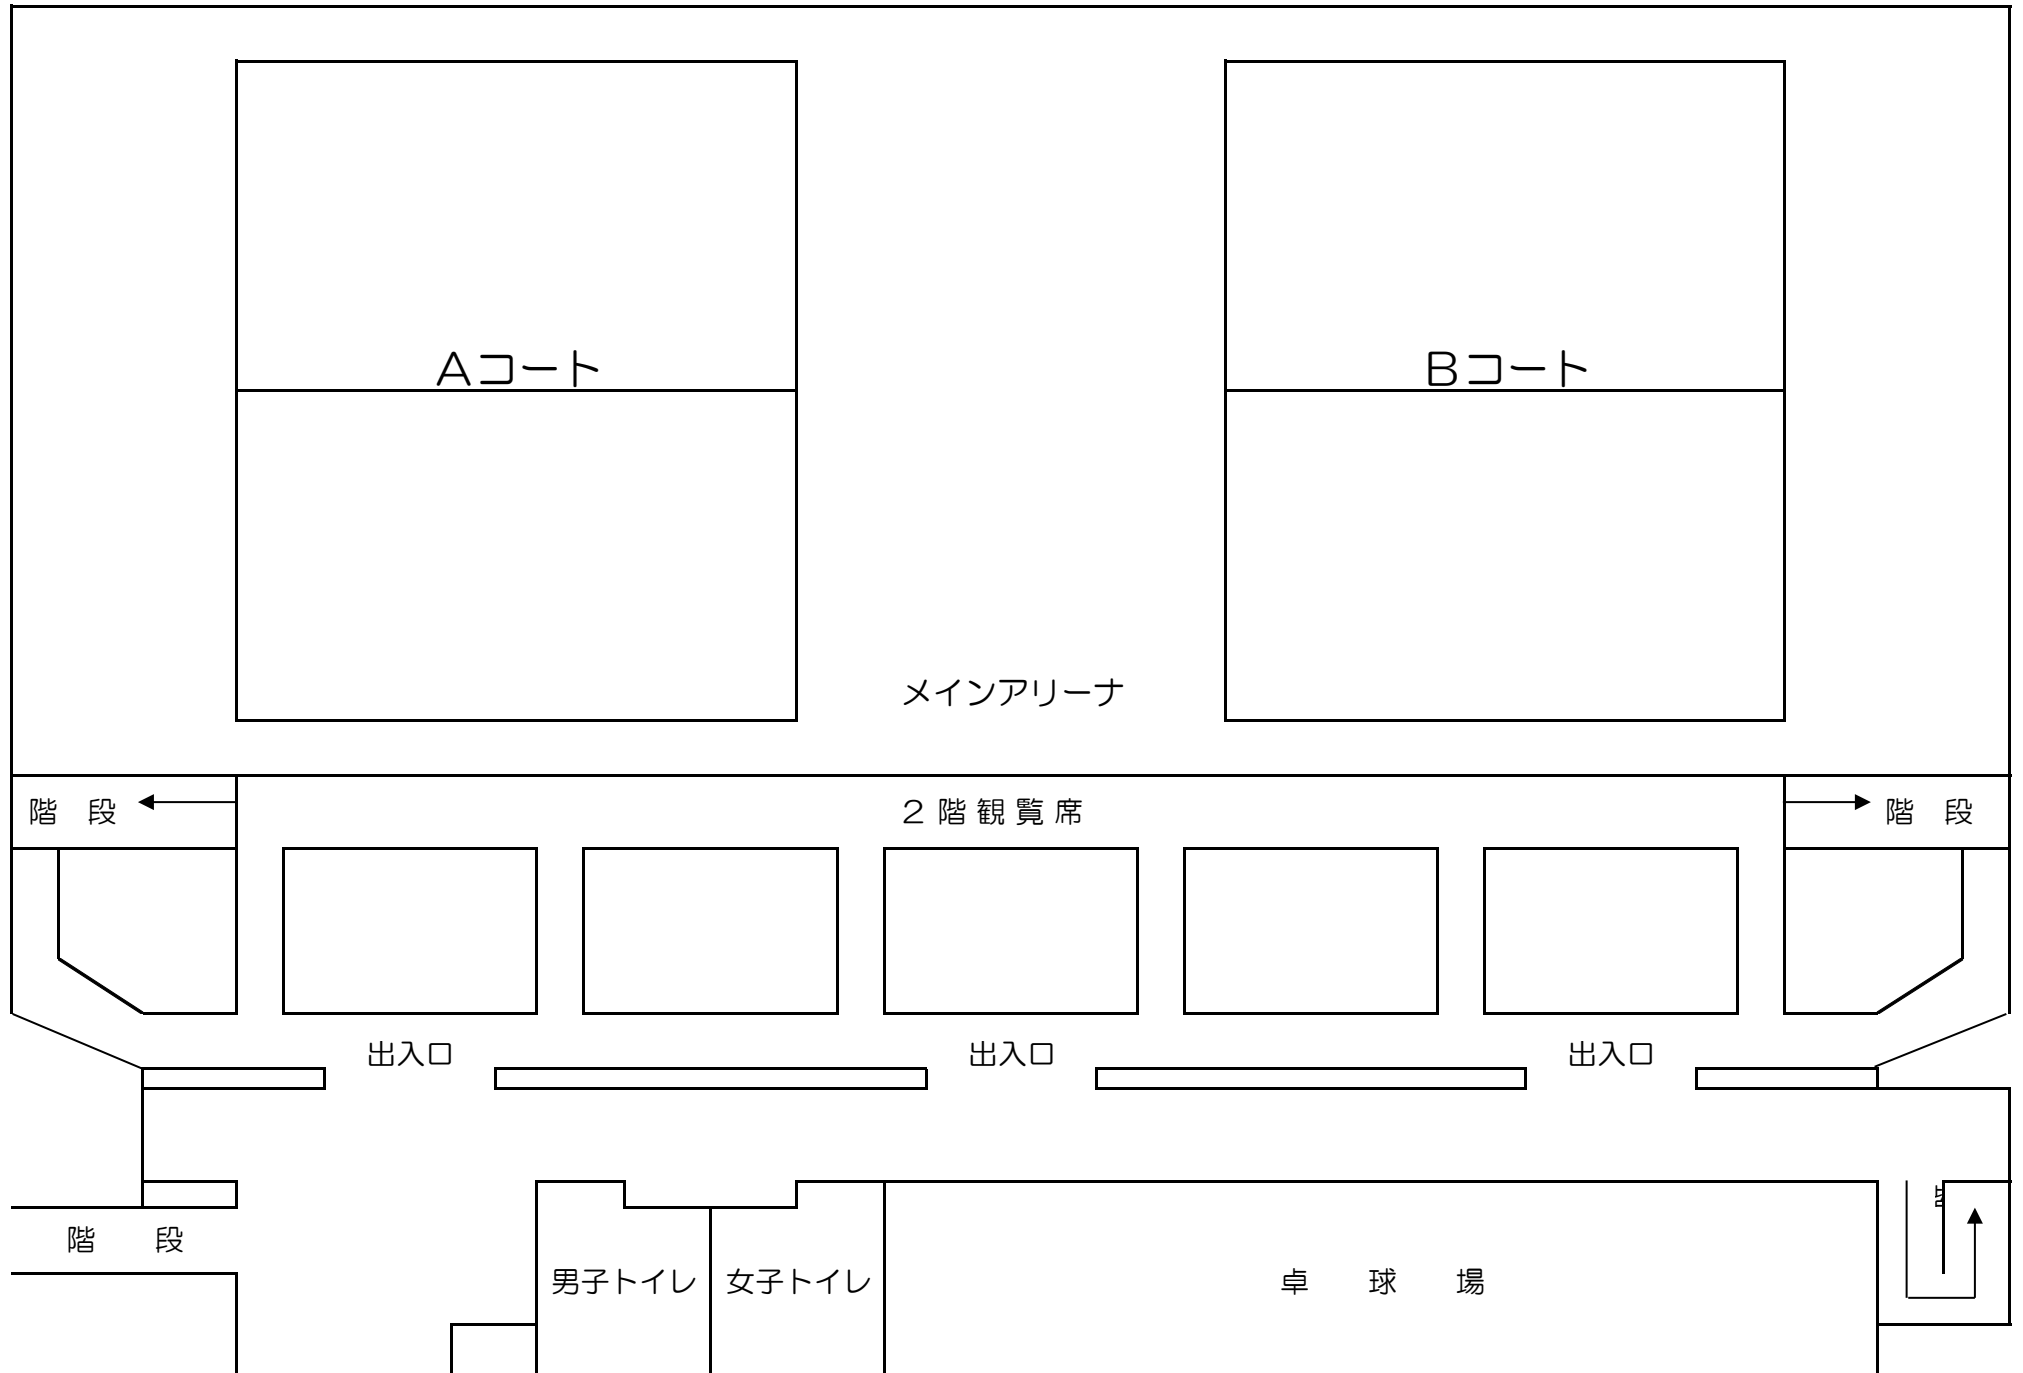 Aコート
Bコート
メインアリーナ
階 段
２階観覧席
階 段
出入口
出入口
出入口
階 段
男子トイレ
女子トイレ
卓 球 場